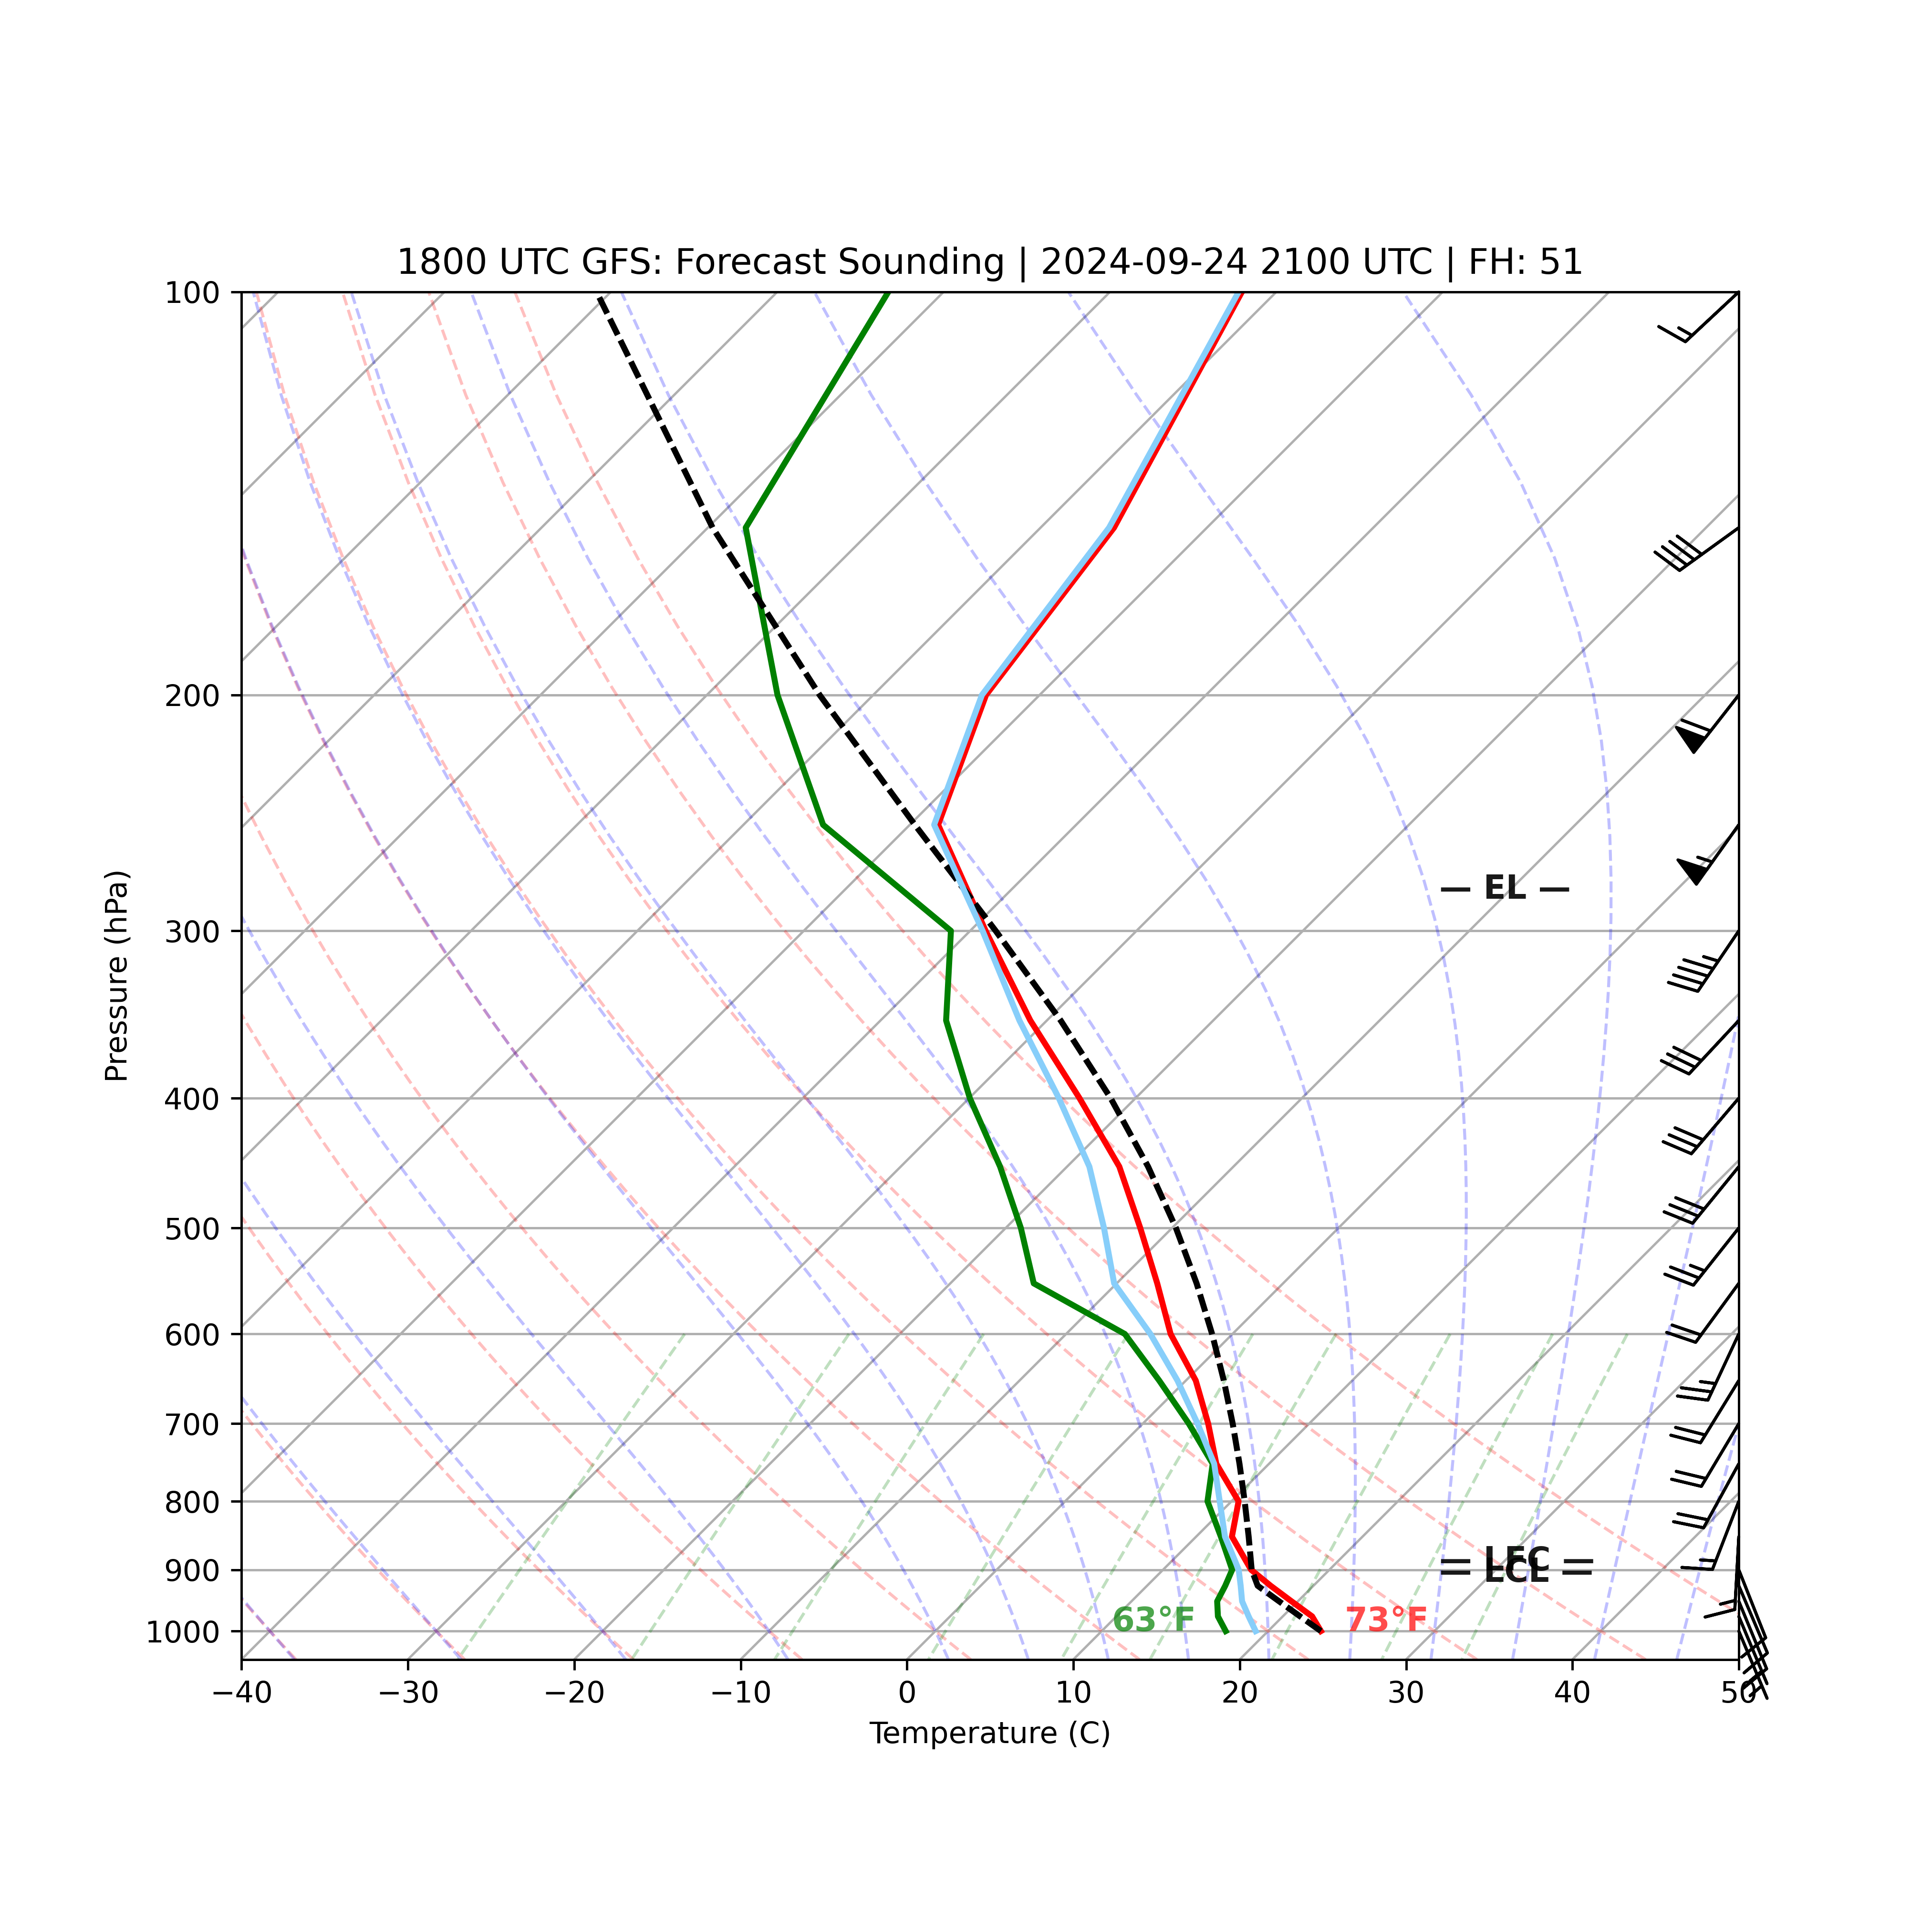 1800 UTC GFS: Forecast Sounding | 2024-09-24 2100 UTC | FH: 51
100
200
300
400
500
600
700
800
900
1000
Pressure (hPa)
— EL —
— LFC —
— LCL —
63°F
73°F
−40
−30
−20
−10
0
10
20
30
40
50
Temperature (C)